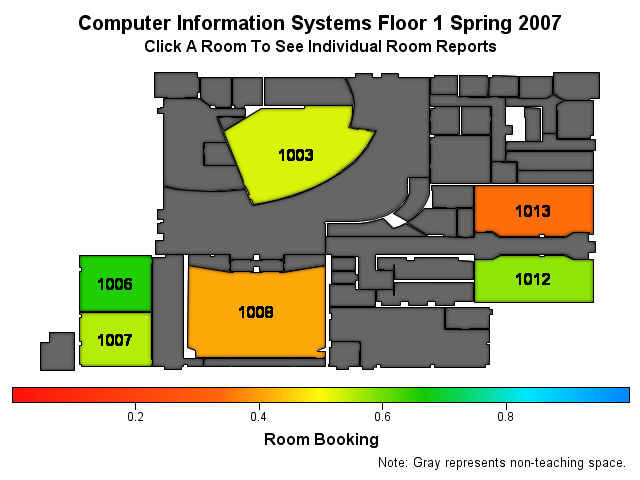 Computer Information Systems Floor 1 Spring 2007
Click A Room To See Individual Room Reports
1003
1013
1006
1012
1008
1007
0.2 0.4 0.6 0.8
Room Booking
Note: Gray represents non-teaching space.